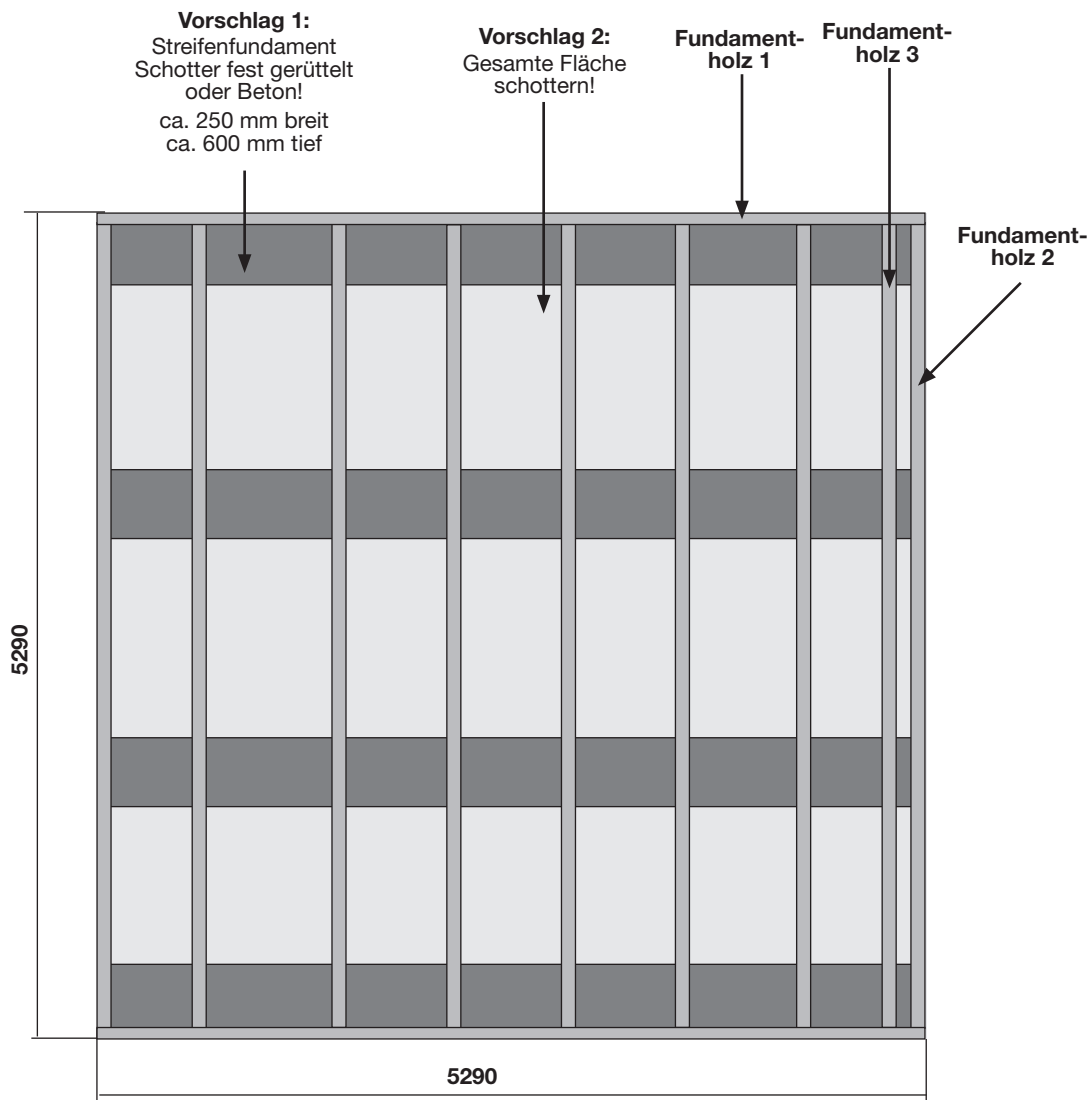 Vorschlag 1:
Streifenfundament
Schotter fest gerüttelt
oder Beton!
ca. 250 mm breit
ca. 600 mm tief
Vorschlag 2:
Gesamte Fläche
schottern!
Fundament-
holz 1
Fundament-
holz 3
Fundament-
holz 2
5290
5290